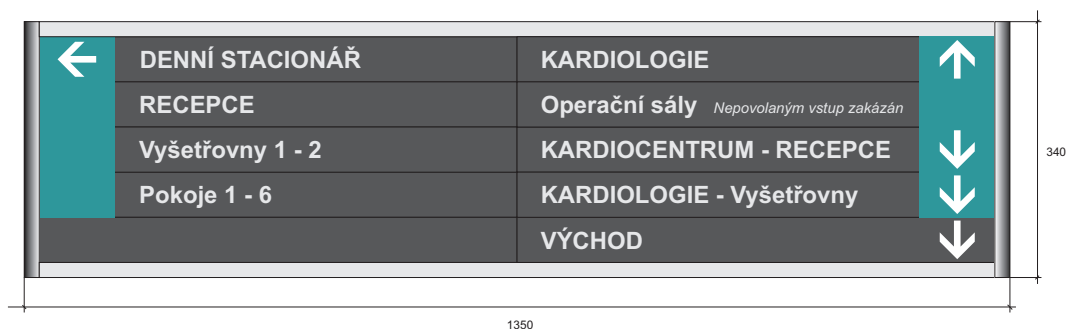 DENNÍ STACIONÁŘ
RECEPCE
Vyšetřovny 1 - 2
Pokoje 1 - 6
KARDIOLOGIE
Operační sály Nepovolaným vstup zakázán
KARDIOCENTRUM - RECEPCE
KARDIOLOGIE - Vyšetřovny
VÝCHOD
340
1350